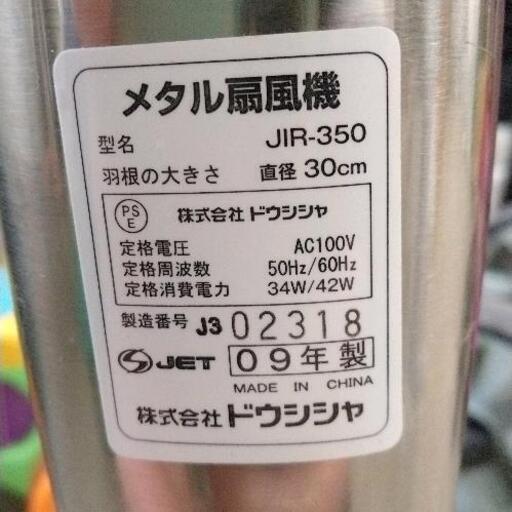 メタル扇風機
型名 JIR-350
羽根の大きさ 直径 30cm
PS E 株式会社 ドウシシャ
定格電圧 AC100V
定格周波数 50Hz/60Hz
定格消費電力 34W/42W
製造番号 J3 02318
S JET 09年製
MADE IN CHINA
株式会社 ドウシシャ